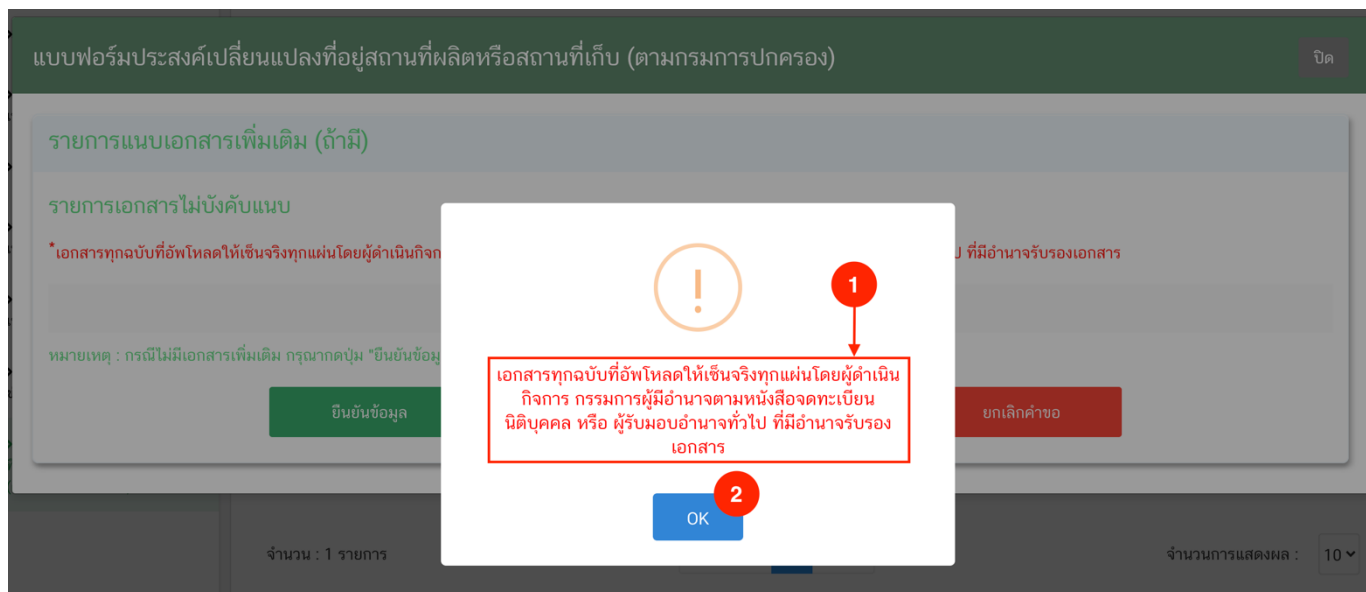 แบบฟอร์มประสงค์เปลี่ยนแปลงที่อยู่สถานที่ผลิตหรือสถานที่เก็บ (ตามกรมการปกครอง)
ปิด
รายการแนบเอกสารเพิ่มเติม (ถ้ามี)
รายการเอกสารไม่บังคับแนบ
*เอกสารทุกฉบับที่อัพโหลดให้เซ็นจริงทุกแผ่นโดยผู้ดำเนินกิจก
ที่มีอำนาจรับรองเอกสาร
1
หมายเหตุ : กรณีไม่มีเอกสารเพิ่มเติม กรุณากดปุ่ม "ยืนยันข้อมู
เอกสารทุกฉบับที่อัพโหลดให้เซ็นจริงทุกแผ่นโดยผู้ดำเนิน
กิจการ กรรมการผู้มีอำนาจตามหนังสือจดทะเบียน
นิติบุคคล หรือ ผู้รับมอบอำนาจทั่วไป ที่มีอำนาจรับรอง
เอกสาร
ยืนยันข้อมูล
ยกเลิกคำขอ
2
OK
จำนวน : 1 รายการ
จำนวนการแสดงผล :
10